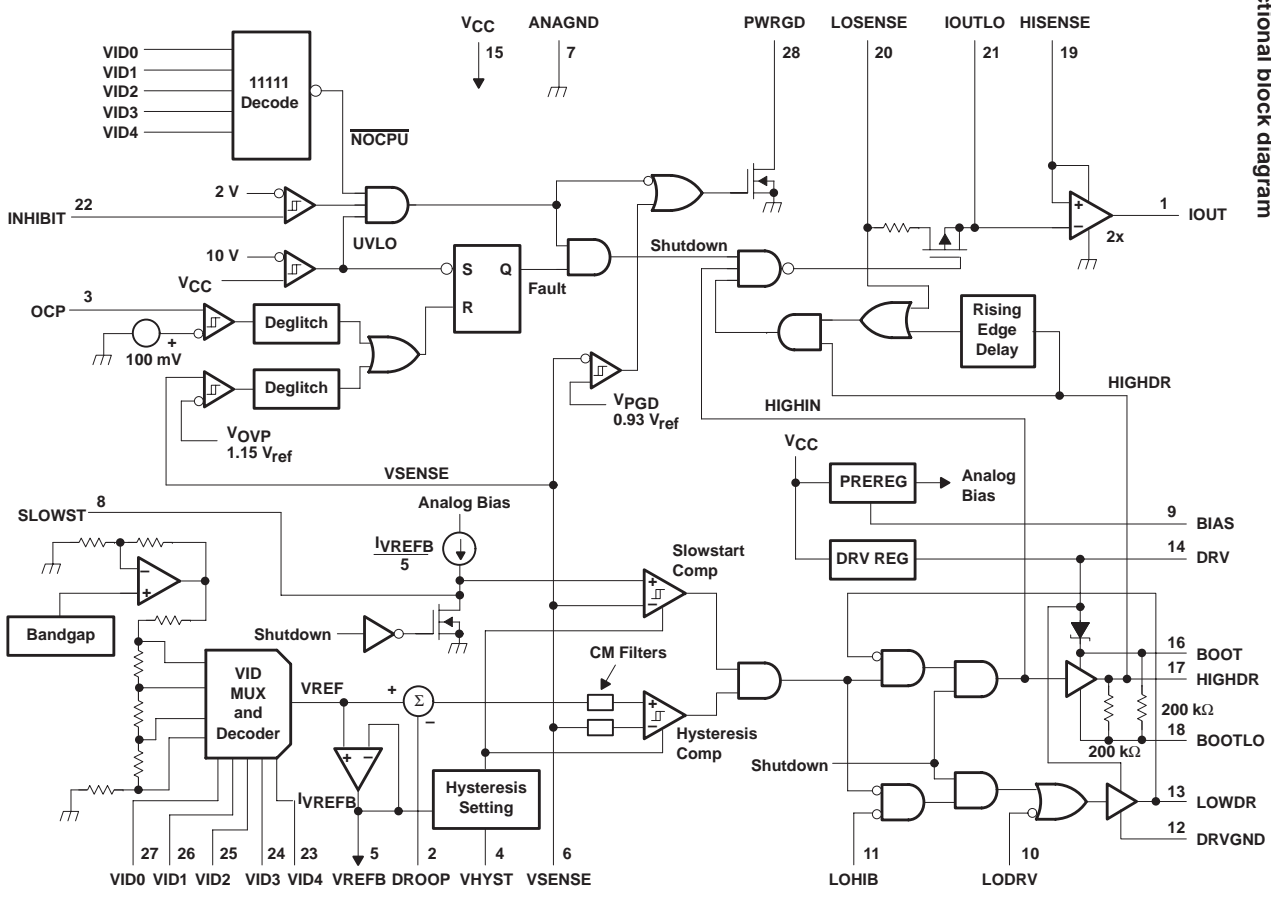 ctional block diagram
VCC
15
ANAGND
7
PWRGD
28
LOSENSE
20
IOUTLO
21
HISENSE
19
VID0
VID1
VID2
VID3
VID4
11111
Decode
NOCPU
2 V
INHIBIT
22
UVLO
10 V
VCC
OCP
3
100 mV
+
Deglitch
Deglitch
VOVP
1.15 Vref
S
Q
R
Fault
Shutdown
+
−
2x
1
IOUT
Rising
Edge
Delay
HIGHDR
VPGD
0.93 Vref
HIGHIN
VSENSE
VCC
PREREG
Analog
Bias
9
BIAS
DRV REG
14
DRV
SLOWST
8
Analog Bias
IVREFB
5
−
+
Bandgap
Shutdown
Slowstart
Comp
+
−
CM Filters
VID
MUX
and
Decoder
VREF
+
Σ
−
+
−
Hysteresis
Comp
+ −
IVREFB
Hysteresis
Setting
Shutdown
16
BOOT
17
HIGHDR
200 kΩ
18
BOOTLO
200 kΩ
13
LOWDR
12
DRVGND
27
26
25
24
23
5
2
4
6
11
10
VID0
VID1
VID2
VID3
VID4
VREFB
DROOP
VHYST
VSENSE
LOHIB
LODRV